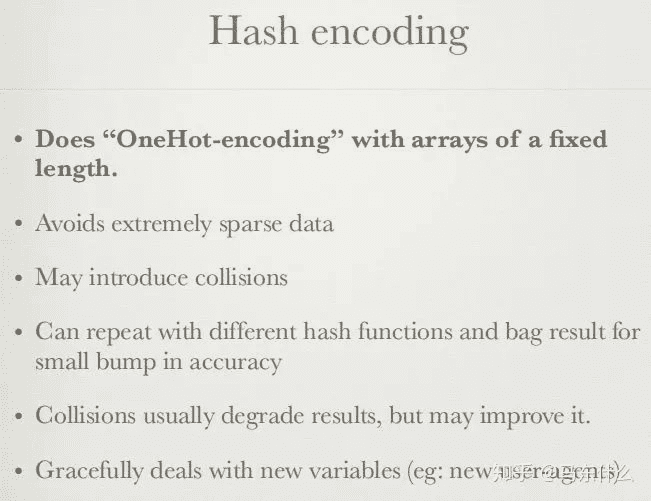 Hash encoding
• Does “OneHot-encoding” with arrays of a fixed
length.
• Avoids extremely sparse data
• May introduce collisions
• Can repeat with different hash functions and bag result for
small bump in accuracy
• Collisions usually degrade results, but may improve it.
• Gracefully deals with new variables (eg: new user-agents)
知乎